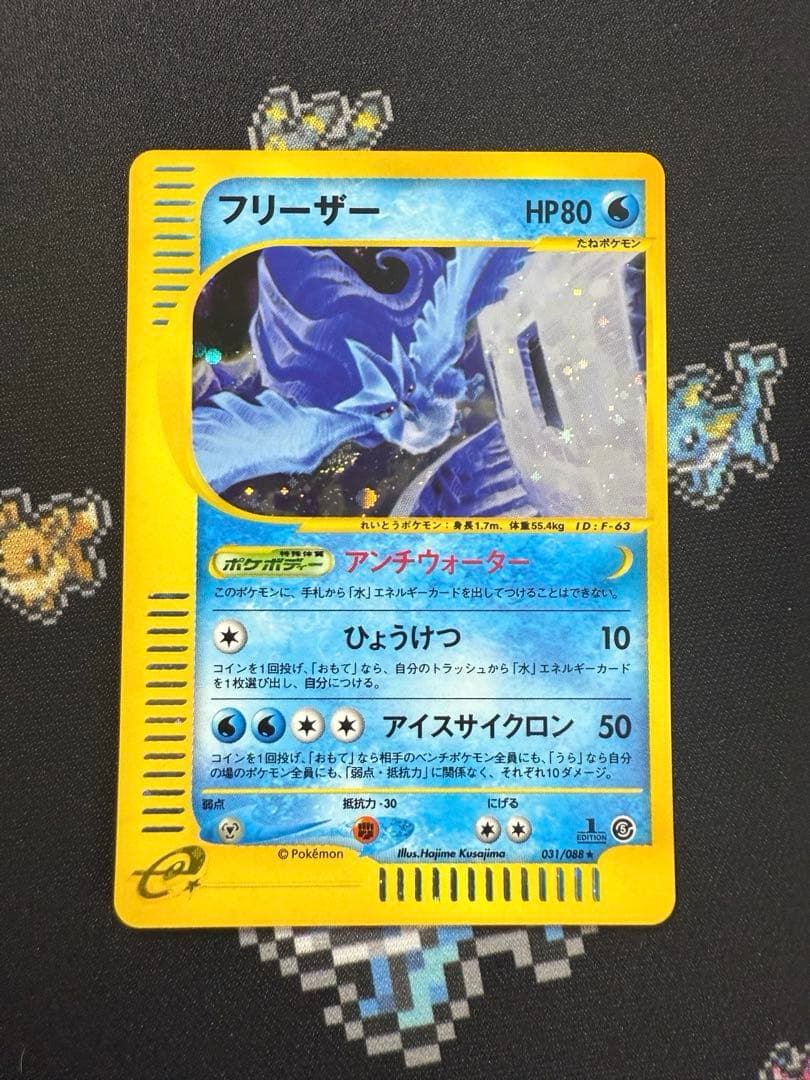 フリーザー HP80
たねポケモン
れいとうポケモン：身長1.7m、体重55.4kg ID：F-63
特殊体質
ポケボディー アンチウォーター
このポケモンに、手札から「水」エネルギーカードを出してつけることはできない。
ひょうけつ 10
コインを1回投げ、「おもて」なら、自分のトラッシュから「水」エネルギーカード
を1枚選び出し、自分につける。
アイスサイクロン 50
コインを1回投げ、「おもて」なら相手のベンチポケモン全員にも、「うら」なら自分
の場のポケモン全員にも、「弱点・抵抗力」に関係なく、それぞれ10ダメージ。
弱点 抵抗力 -30 にげる
1 EDITION 5
© Pokémon Illus.Hajime Kusajima 031/088★
e